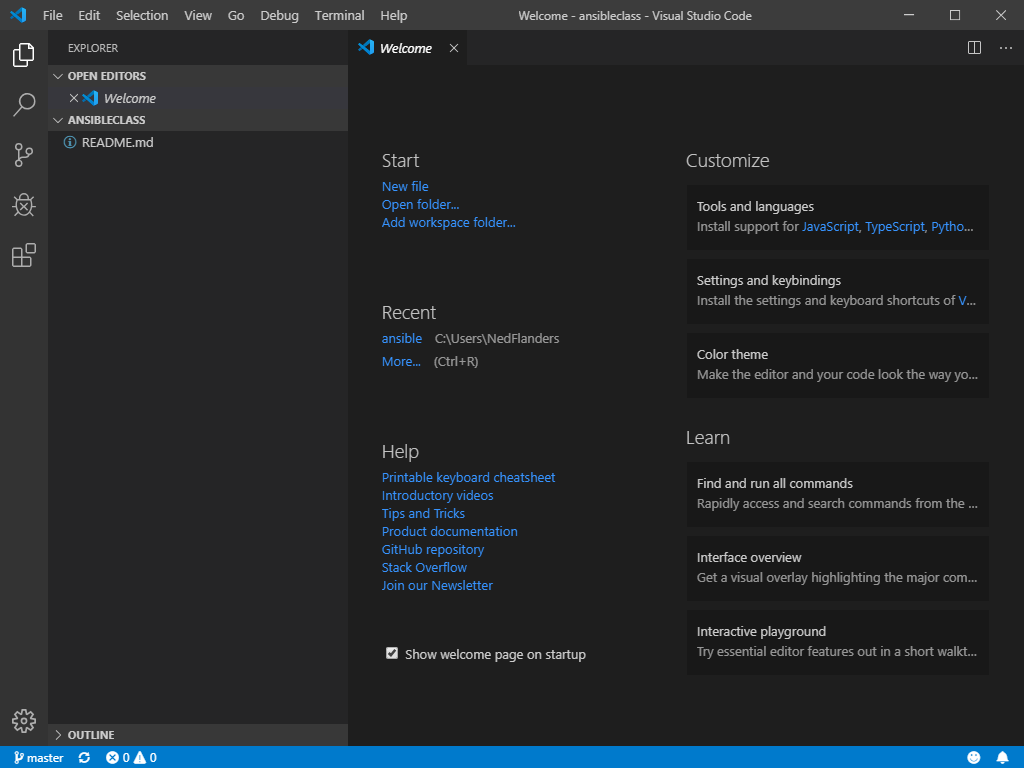 File Edit Selection View Go Debug Terminal Help Welcome - ansibleclass - Visual Studio Code
EXPLORER
OPEN EDITORS
Welcome
ANSIBLECLASS
README.md
OUTLINE
Welcome
Start
New file
Open folder...
Add workspace folder...
Recent
ansible C:\Users\NedFlanders
More... (Ctrl+R)
Help
Printable keyboard cheatsheet
Introductory videos
Tips and Tricks
Product documentation
GitHub repository
Stack Overflow
Join our Newsletter
Show welcome page on startup
Customize
Tools and languages
Install support for JavaScript, TypeScript, Pytho...
Settings and keybindings
Install the settings and keyboard shortcuts of V...
Color theme
Make the editor and your code look the way yo...
Learn
Find and run all commands
Rapidly access and search commands from the ...
Interface overview
Get a visual overlay highlighting the major com...
Interactive playground
Try essential editor features out in a short walkt...
master 0 0